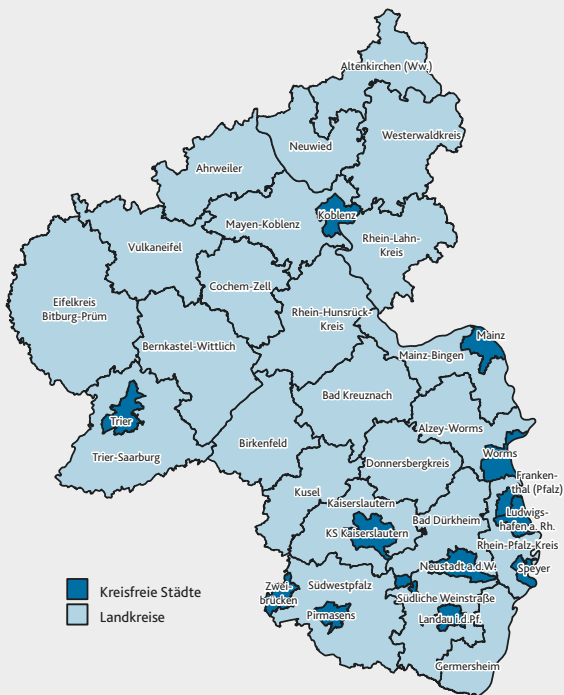 Altenkirchen (Ww.)
Westerwaldkreis
Neuwied
Ahrweiler
Mayen-Koblenz
Koblenz
Rhein-Lahn-
Kreis
Vulkaneifel
Cochem-Zell
Eifelkreis
Bitburg-Prüm
Rhein-Hunsrück-
Kreis
Bernkastel-Wittlich
Mainz
Mainz-Bingen
Bad Kreuznach
Trier
Alzey-Worms
Trier-Saarburg
Birkenfeld
Worms
Donnersbergkreis
Franken-
thal (Pfalz)
Kusel
Kaiserslautern
Ludwigs-
hafen a. Rh.
Bad Dürkheim
KS Kaiserslautern
Rhein-Pfalz-Kreis
Neustadt a.d.W.
Speyer
Zwei-
brücken
Südwestpfalz
Südliche Weinstraße
Pirmasens
Landau i.d.Pf.
Germersheim
Kreisfreie Städte
Landkreise